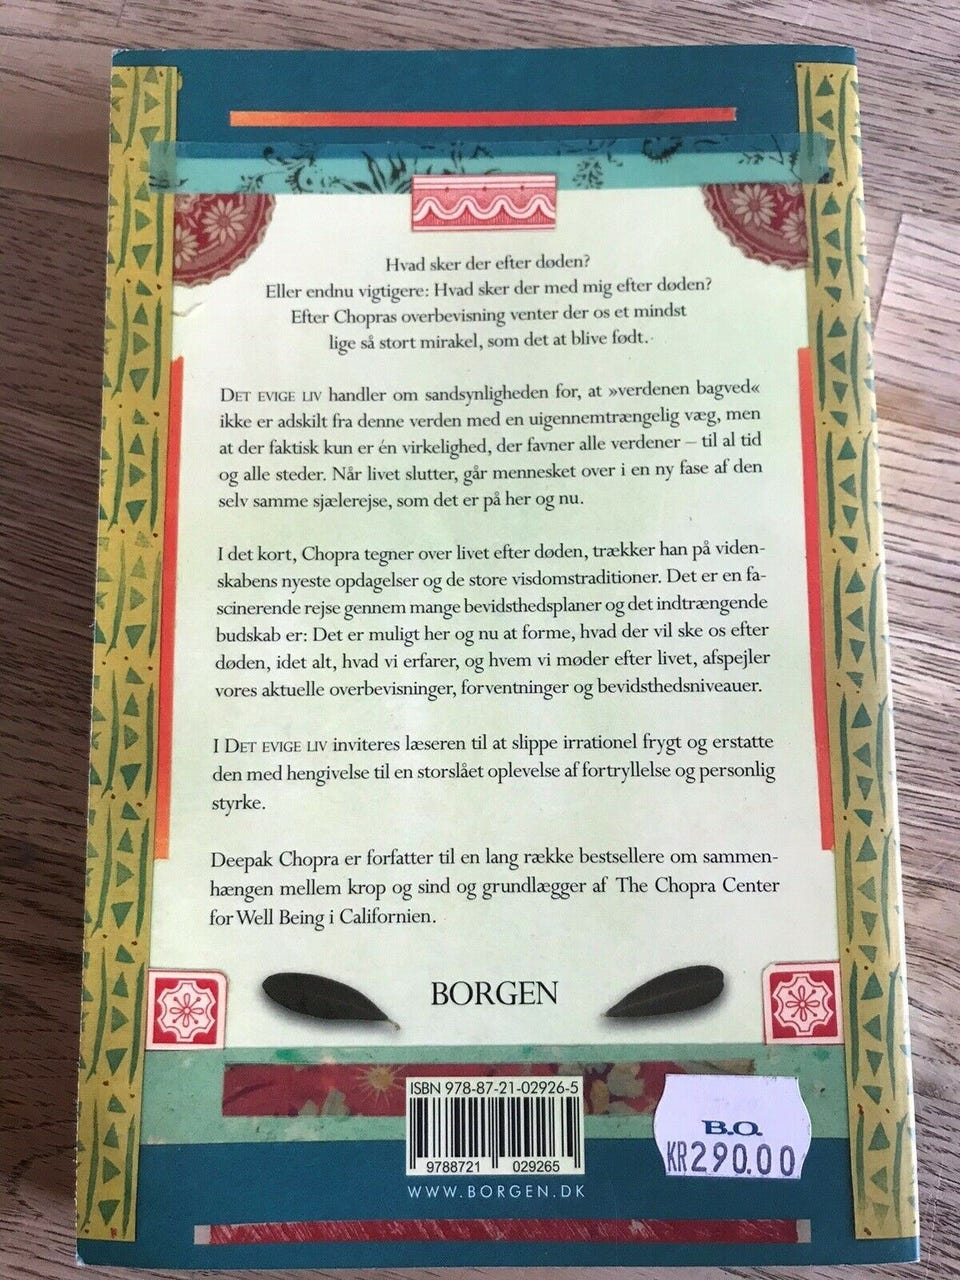 Hvad sker der efter døden?
Eller endnu vigtigere: Hvad sker der med mig efter døden?
Efter Chopras overbevisning venter der os et mindst
lige så stort mirakel, som det at blive født.
DET EVIGE LIV handler om sandsynligheden for, at »verdenen bagved«
ikke er adskilt fra denne verden med en uigennemtrængelig væg, men
at der faktisk kun er én virkelighed, der favner alle verdener – til al tid
og alle steder. Når livet slutter, går mennesket over i en ny fase af den
selv samme sjælerejse, som det er på her og nu.
I det kort, Chopra tegner over livet efter døden, trækker han på viden-
skabens nyeste opdagelser og de store visdomstraditioner. Det er en fa-
scinerende rejse gennem mange bevidsthedsplaner og det indtrængende
budskab er: Det er muligt her og nu at forme, hvad der vil ske os efter
døden, idet alt, hvad vi erfarer, og hvem vi møder efter livet, afspejler
vores aktuelle overbevisninger, forventninger og bevidsthedsniveauer.
I DET EVIGE LIV inviteres læseren til at slippe irrationel frygt og erstatte
den med hengivelse til en storslået oplevelse af fortryllelse og personlig
styrke.
Deepak Chopra er forfatter til en lang række bestsellere om sammen-
hængen mellem krop og sind og grundlægger af The Chopra Center
for Well Being i Californien.
BORGEN
ISBN 978-87-21-02926-5
9788721 029265
WWW.BORGEN.DK
B.O.
KR290.00